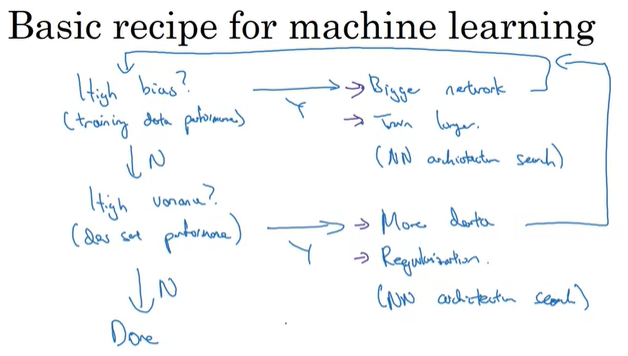 Basic recipe for machine learning
High bias?
(training data performance)
Y
→ Bigger network
→ Train longer.
(NN architecture search)
N
High variance?
(dev set performance)
Y
→ More data
→ Regularization.
(NN architecture search)
N
Done